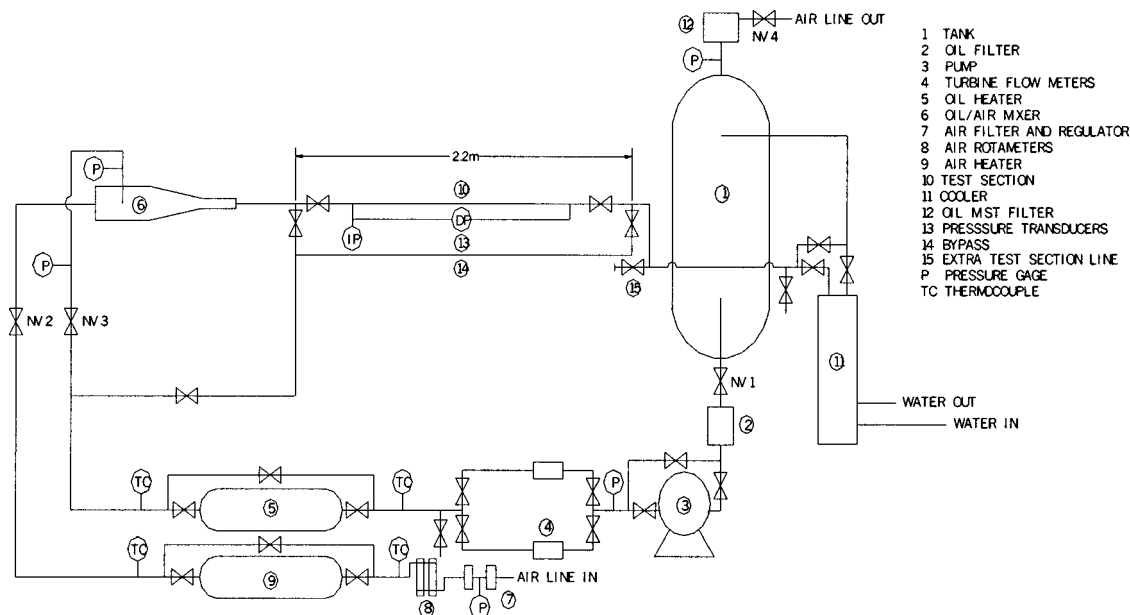 ⑫
NV4
AIR LINE OUT
P
1 TANK
2 OIL FILTER
3 PUMP
4 TURBINE FLOW METERS
5 OIL HEATER
6 OIL/AIR MXER
7 AIR FILTER AND REGULATOR
8 AIR ROTAMETERS
9 AIR HEATER
10 TEST SECTION
11 COOLER
12 OIL MST FILTER
13 PRESSSURE TRANSDUCERS
14 BYPASS
15 EXTRA TEST SECTION LINE
P PRESSURE GAGE
TC THERMOCOUPLE
2.2m
P
⑥
⑩
DP
IP
⑬
⑭
①
P
⑮
NV2
NV3
NV1
⑪
②
WATER OUT
WATER IN
TC
⑤
TC
④
P
③
TC
⑨
TC
⑧
P
⑦
AIR LINE IN